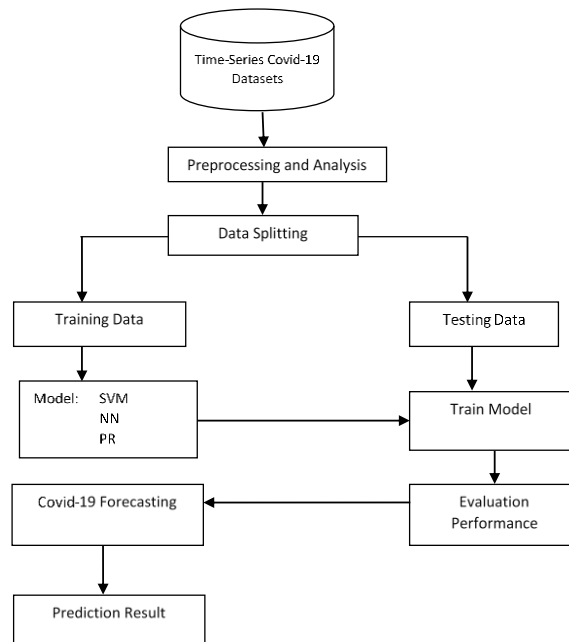 Time-Series Covid-19
Datasets
Preprocessing and Analysis
Data Splitting
Training Data
Testing Data
Model: SVM
NN
PR
Train Model
Covid-19 Forecasting
Evaluation
Performance
Prediction Result